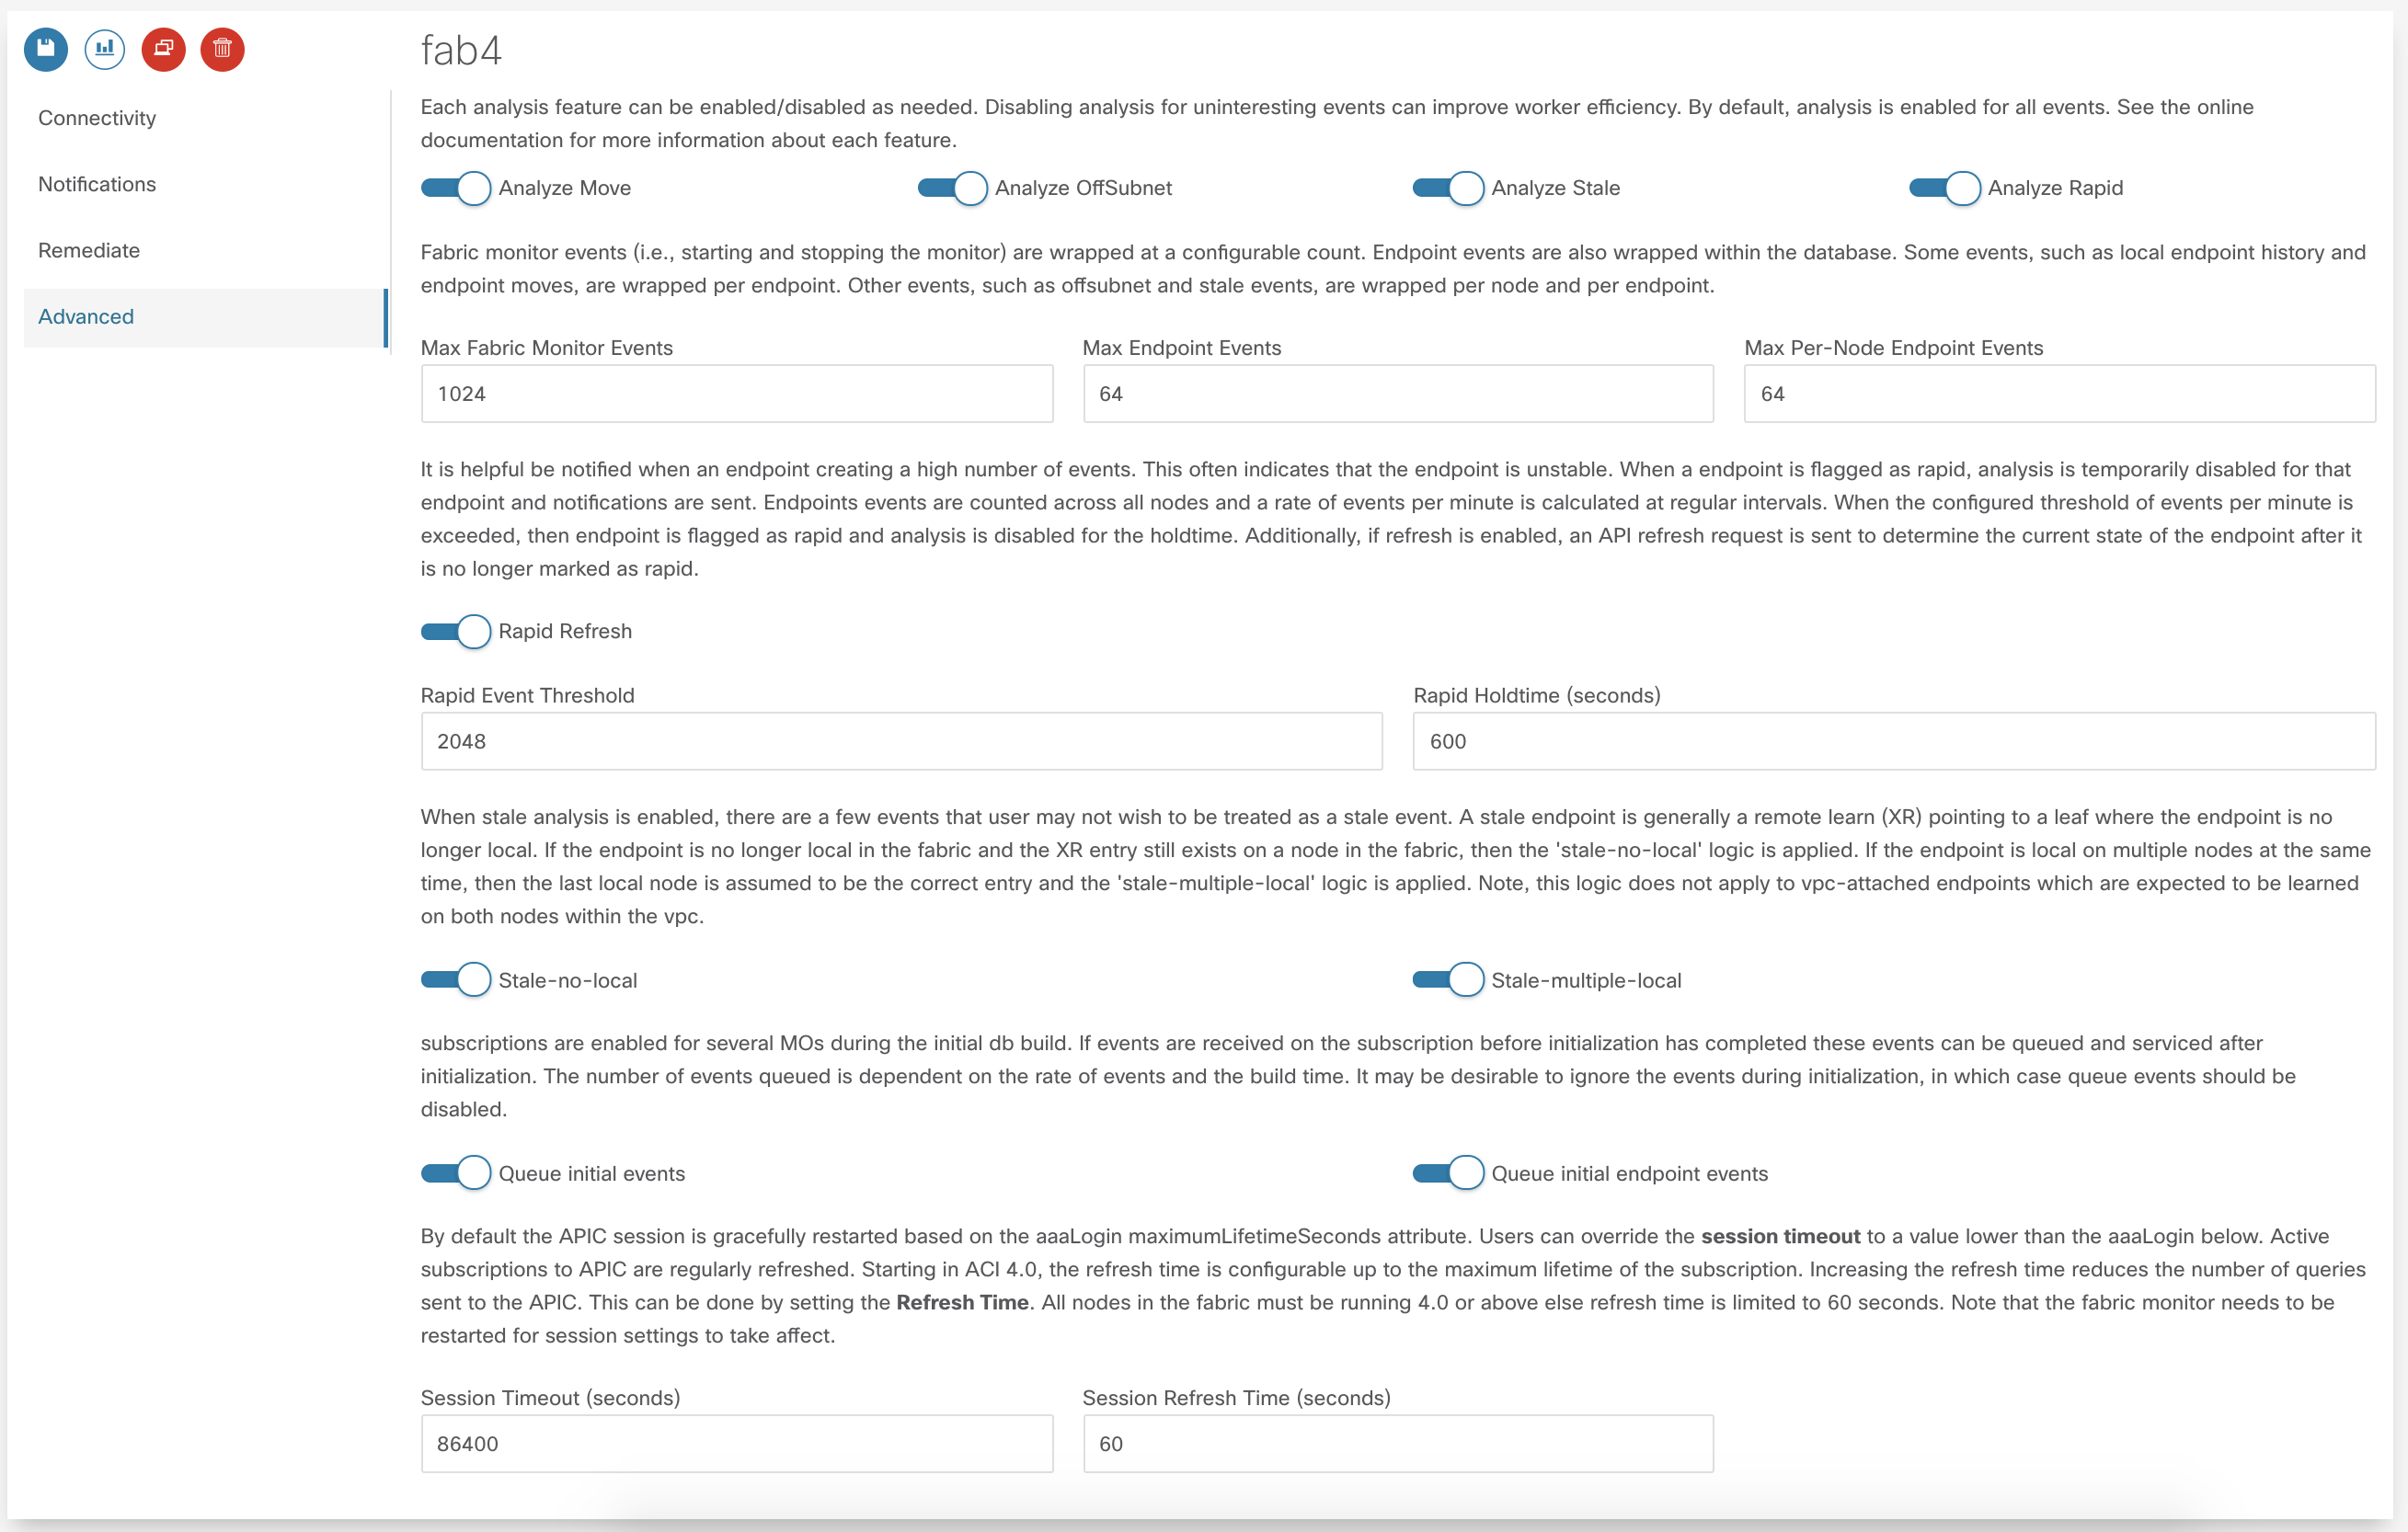 fab4
Connectivity
Notifications
Remediate
Advanced
Each analysis feature can be enabled/disabled as needed. Disabling analysis for uninteresting events can improve worker efficiency. By default, analysis is enabled for all events. See the online
documentation for more information about each feature.
Analyze Move
Analyze OffSubnet
Analyze Stale
Analyze Rapid
Fabric monitor events (i.e., starting and stopping the monitor) are wrapped at a configurable count. Endpoint events are also wrapped within the database. Some events, such as local endpoint history and
endpoint moves, are wrapped per endpoint. Other events, such as offsubnet and stale events, are wrapped per node and per endpoint.
Max Fabric Monitor Events
1024
Max Endpoint Events
64
Max Per-Node Endpoint Events
64
It is helpful be notified when an endpoint creating a high number of events. This often indicates that the endpoint is unstable. When a endpoint is flagged as rapid, analysis is temporarily disabled for that
endpoint and notifications are sent. Endpoints events are counted across all nodes and a rate of events per minute is calculated at regular intervals. When the configured threshold of events per minute is
exceeded, then endpoint is flagged as rapid and analysis is disabled for the holdtime. Additionally, if refresh is enabled, an API refresh request is sent to determine the current state of the endpoint after it
is no longer marked as rapid.
Rapid Refresh
Rapid Event Threshold
2048
Rapid Holdtime (seconds)
600
When stale analysis is enabled, there are a few events that user may not wish to be treated as a stale event. A stale endpoint is generally a remote learn (XR) pointing to a leaf where the endpoint is no
longer local. If the endpoint is no longer local in the fabric and the XR entry still exists on a node in the fabric, then the 'stale-no-local' logic is applied. If the endpoint is local on multiple nodes at the same
time, then the last local node is assumed to be the correct entry and the 'stale-multiple-local' logic is applied. Note, this logic does not apply to vpc-attached endpoints which are expected to be learned
on both nodes within the vpc.
Stale-no-local
Stale-multiple-local
subscriptions are enabled for several MOs during the initial db build. If events are received on the subscription before initialization has completed these events can be queued and serviced after
initialization. The number of events queued is dependent on the rate of events and the build time. It may be desirable to ignore the events during initialization, in which case queue events should be
disabled.
Queue initial events
Queue initial endpoint events
By default the APIC session is gracefully restarted based on the aaaLogin maximumLifetimeSeconds attribute. Users can override the session timeout to a value lower than the aaaLogin below. Active
subscriptions to APIC are regularly refreshed. Starting in ACI 4.0, the refresh time is configurable up to the maximum lifetime of the subscription. Increasing the refresh time reduces the number of queries
sent to the APIC. This can be done by setting the Refresh Time. All nodes in the fabric must be running 4.0 or above else refresh time is limited to 60 seconds. Note that the fabric monitor needs to be
restarted for session settings to take affect.
Session Timeout (seconds)
86400
Session Refresh Time (seconds)
60